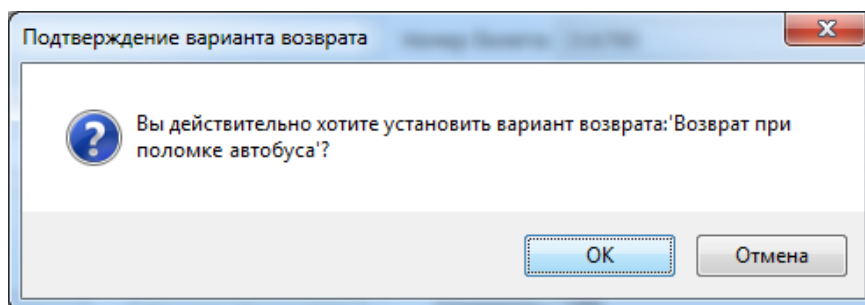 Подтверждение варианта возврата
Вы действительно хотите установить вариант возврата:'Возврат при
поломке автобуса'?
OK
Отмена